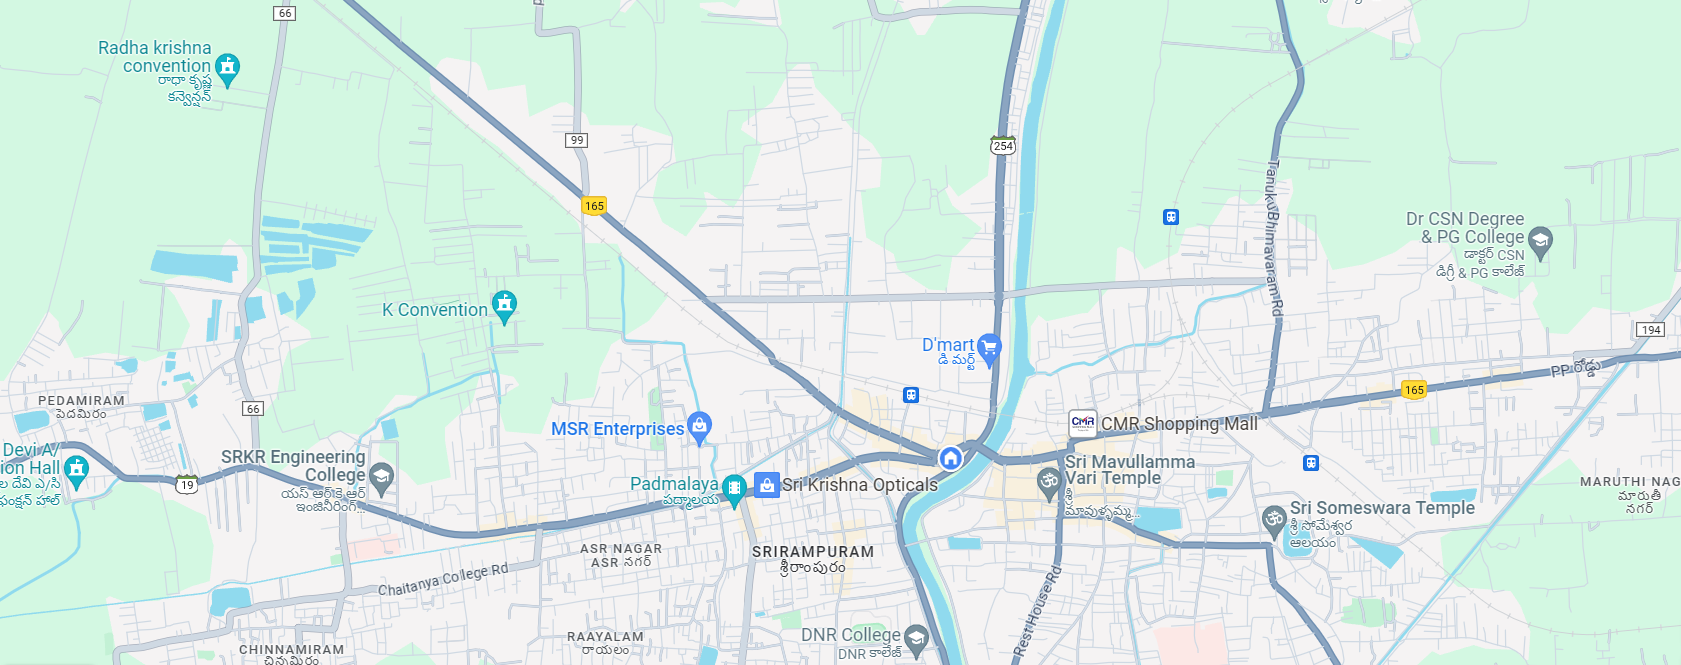 66
Radha krishna
convention
రాధా కృష్ణ
కన్వెన్షన్
99
254
165
Tanuku Bhimavaram Rd
Dr CSN Degree
& PG College
డాక్టర్ CSN
డిగ్రీ & PG కాలేజ్
K Convention
194
D'mart
డి మార్ట్
PP రోడ్డు
165
PEDAMIRAM
పెదమిరం
66
MSR Enterprises
CMR
CMR Shopping Mall
Devi A/
ion Hall
ల దేవి ఎ/సి
ఫంక్షన్ హాల్
19
SRKR Engineering
College
యస్ ఆర్ కె ఆర్
ఇంజినీరింగ్...
Padmalaya
పద్మాలయ
Sri Krishna Opticals
Sri Mavullamma
Vari Temple
శ్రీ
మావుళ్ళమ్మ...
MARUTHI NAG
మారుతీ
నగర్
Sri Someswara Temple
శ్రీ సోమేశ్వర
ఆలయం
ASR NAGAR
ASR నగర్
SRIRAMPURAM
శ్రీరాంపురం
Chaitanya College Rd
Rest House Rd
RAAYALAM
రాయలం
DNR College
DNR కాలేజ్
CHINNAMIRAM
చినమిరం